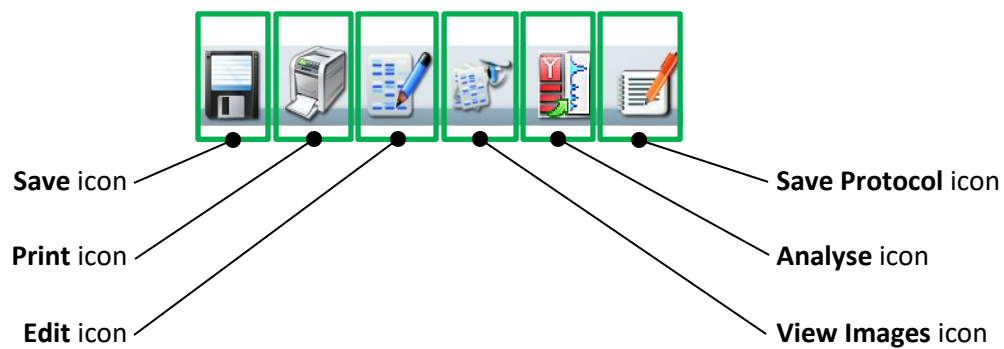 Save icon
Print icon
Edit icon
Save Protocol icon
Analyse icon
View Images icon